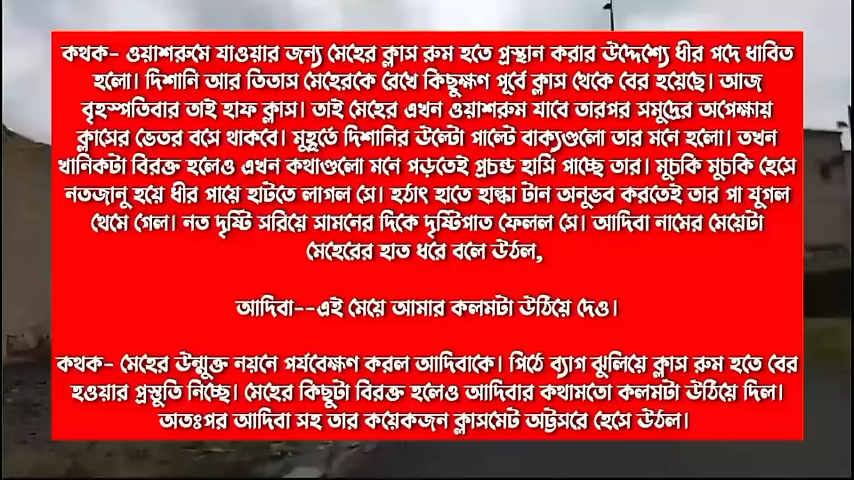 কথক- ওয়াশরুমে যাওয়ার জন্য মেহের ক্লাস রুম হতে প্রস্থান করার উদ্দেশ্যে ধীর পদে ধাবিত
হলো। দিশানি আর তিতাস মেহেরকে রেখে কিছুক্ষণ পূর্বে ক্লাস থেকে বের হয়েছে। আজ
বৃহস্পতিবার তাই হাফ ক্লাস। তাই মেহের এখন ওয়াশরুম যাবে তারপর সমুদ্রের অপেক্ষায়
ক্লাসের ভেতর বসে থাকবে। মুহূর্তে দিশানির উল্টো পাল্টে বাক্যগুলো তার মনে হলো। তখন
খানিকটা বিরক্ত হলেও এখন কথাগুলো মনে পড়তেই প্রচন্ড হাসি পাচ্ছে তার। মুচকি মুচকি হেসে
নতজানু হয়ে ধীর পায়ে হাটতে লাগল সে। হঠাৎ হাতে হাল্কা টান অনুভব করতেই তার পা যুগল
থেমে গেল। নত দৃষ্টি সরিয়ে সামনের দিকে দৃষ্টিপাত ফেলল সে। আদিবা নামের মেয়েটা
মেহেরের হাত ধরে বলে উঠল,
আদিবা--এই মেয়ে আমার কলমটা উঠিয়ে দেও।
কথক- মেহের উন্মুক্ত নয়নে পর্যবেক্ষণ করল আদিবাকে। পিঠে ব্যাগ ঝুলিয়ে ক্লাস রুম হতে বের
হওয়ার প্রস্তুতি নিচ্ছে। মেহের কিছুটা বিরক্ত হলেও আদিবার কথামতো কলমটা উঠিয়ে দিল।
অতঃপর আদিবা সহ তার কয়েকজন ক্লাসমেট অট্টসরে হেসে উঠল।